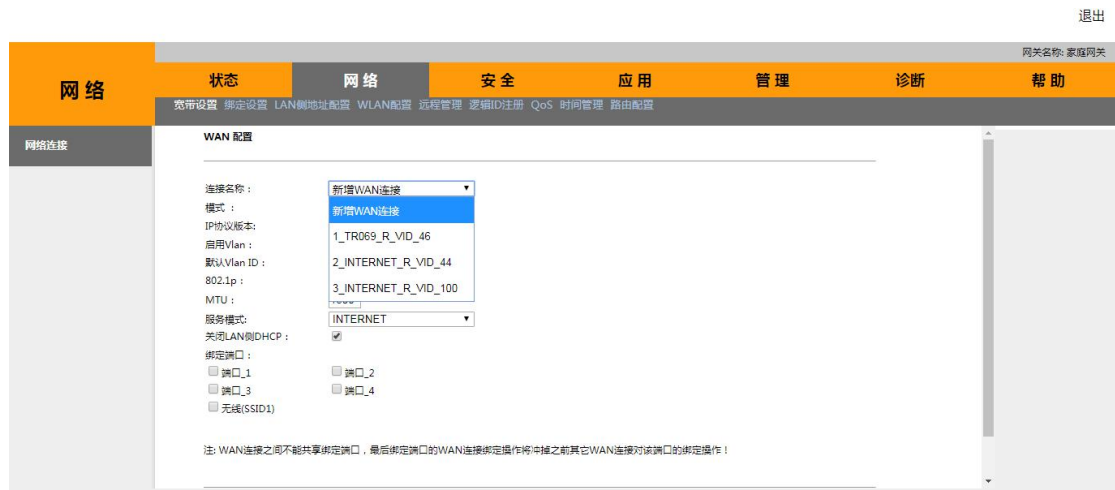 退出
网关名称: 家庭网关
网络
状态 网络 安全 应用 管理 诊断 帮助
宽带设置 绑定设置 LAN侧地址配置 WLAN配置 远程管理 逻辑ID注册 QoS 时间管理 路由配置
网络连接
WAN 配置
连接名称： 新增WAN连接
模式 ： 新增WAN连接
IP协议版本:
启用Vlan： 1_TR069_R_VID_46
默认Vlan ID： 2_INTERNET_R_VID_44
802.1p：
MTU： 3_INTERNET_R_VID_100
服务模式: INTERNET
关闭LAN侧DHCP：
绑定端口：
端口_1 端口_2
端口_3 端口_4
无线(SSID1)
注: WAN连接之间不能共享绑定端口，最后绑定端口的WAN连接绑定操作将冲掉之前其它WAN连接对该端口的绑定操作！